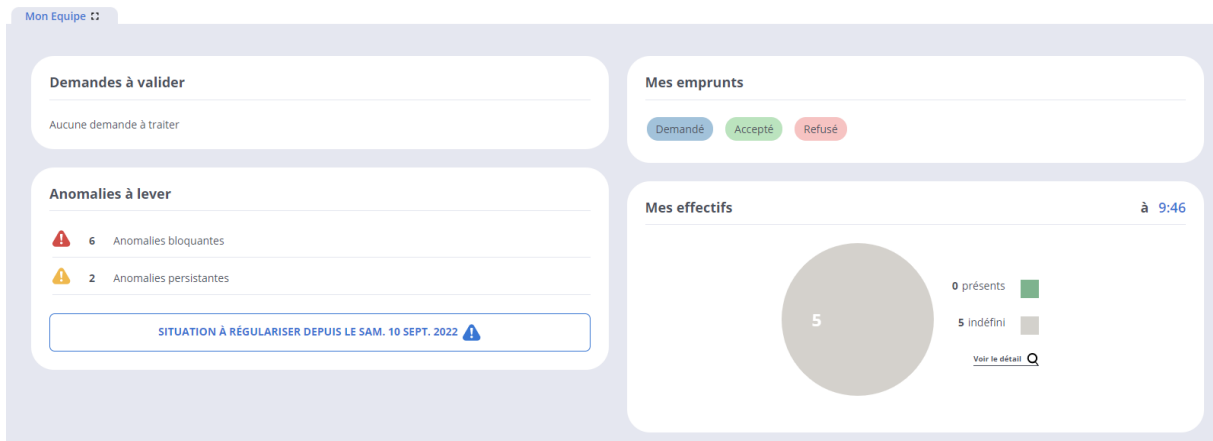 Mon Equipe
Demandes à valider
Aucune demande à traiter
Anomalies à lever
6 Anomalies bloquantes
2 Anomalies persistantes
SITUATION À RÉGULARISER DEPUIS LE SAM. 10 SEPT. 2022
Mes emprunts
Demandé Accepté Refusé
Mes effectifs à 9:46
5
0 présents
5 indéfini
Voir le détail